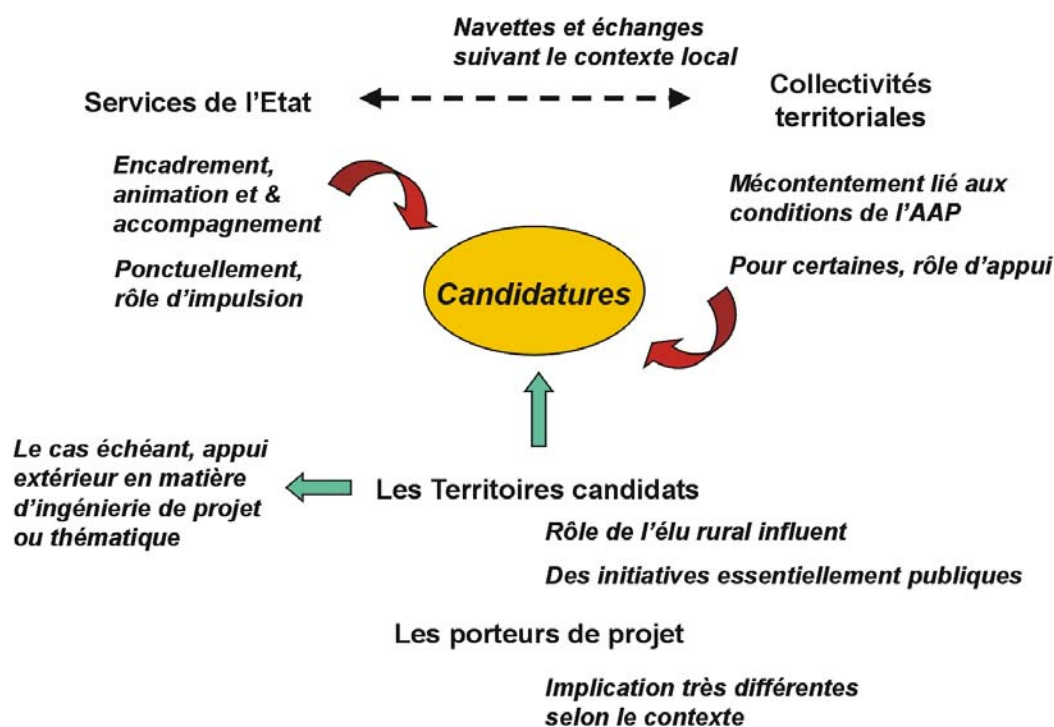 Navettes et échanges
suivant le contexte local
Services de l'Etat
Collectivités
territoriales
Encadrement,
animation et &
accompagnement
Ponctuellement,
rôle d'impulsion
Mécontentement lié aux
conditions de l'AAP
Pour certaines, rôle d'appui
Candidatures
Le cas échéant, appui
extérieur en matière
d'ingénierie de projet
ou thématique
Les Territoires candidats
Rôle de l'élu rural influent
Des initiatives essentiellement publiques
Les porteurs de projet
Implication très différentes
selon le contexte